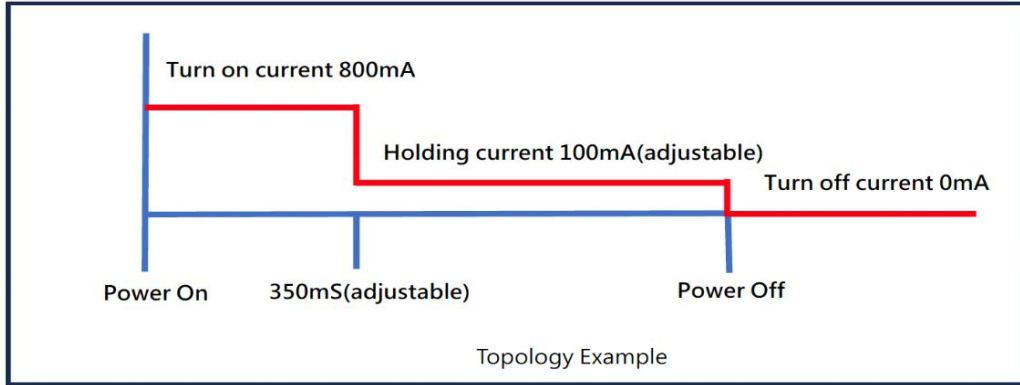 Turn on current 800mA
Holding current 100mA(adjustable)
Turn off current 0mA
Power On
350mS(adjustable)
Power Off
Topology Example